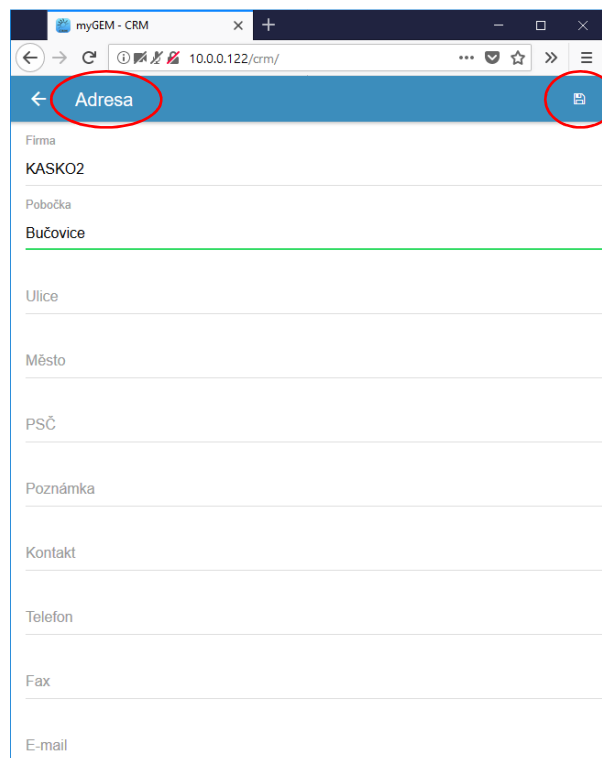 myGEM - CRM
10.0.0.122/crm/
Adresa
Firma
KASKO2
Pobočka
Bučovice
Ulice
Město
PSČ
Poznámka
Kontakt
Telefon
Fax
E-mail